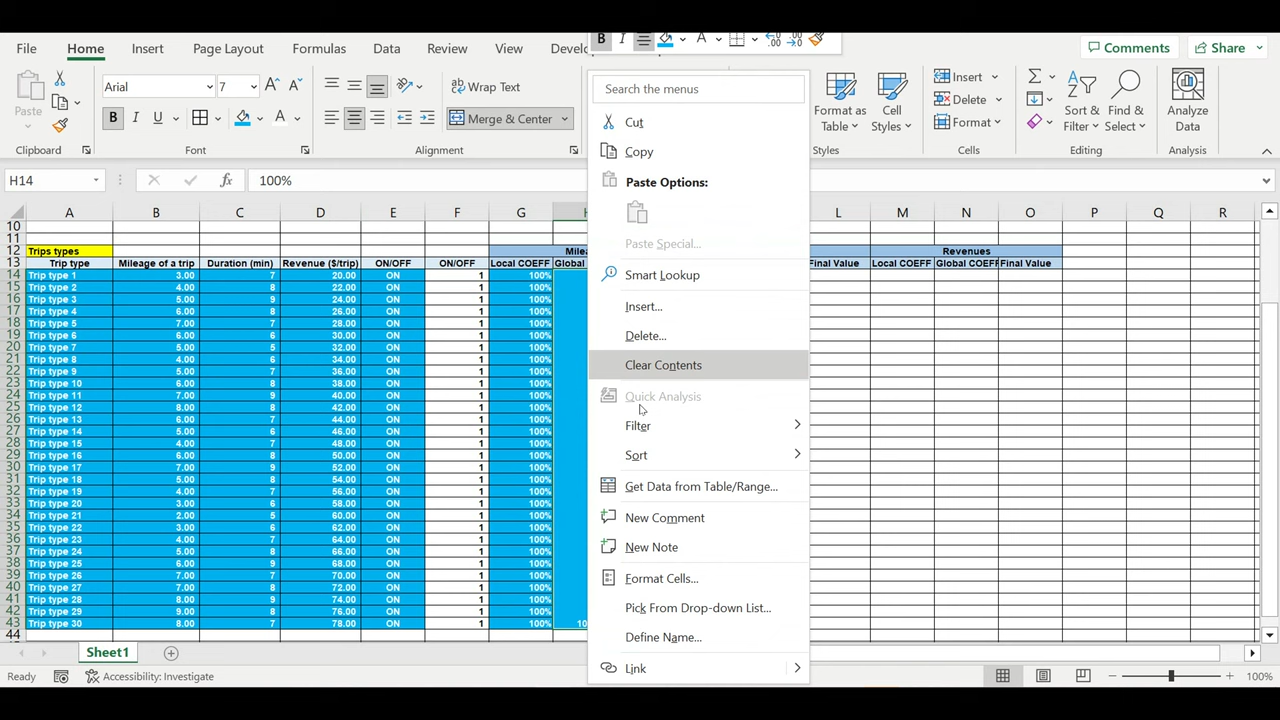 File Home Insert Page Layout Formulas Data Review View Comments Share
Arial 7 Wrap Text Insert
Paste B I U Merge & Center Format as Table Cell Styles Delete Sort & Filter Find & Select Analyze Data
Format
Clipboard Font Alignment Styles Cells Editing Analysis
H14 100%
A B C D E F G L M N O P Q R
10
11
12 Trips types Revenues
13 Trip type Mileage of a trip Duration (min) Revenue ($/trip) ON/OFF ON/OFF Local COEFF Global Final Value Local COEFF Global COEFF Final Value
14 Trip type 1 3.00 7 20.00 ON 1 100%
15 Trip type 2 4.00 8 22.00 ON 1 100%
16 Trip type 3 5.00 9 24.00 ON 1 100%
17 Trip type 4 6.00 8 26.00 ON 1 100%
18 Trip type 5 7.00 7 28.00 ON 1 100%
19 Trip type 6 6.00 6 30.00 ON 1 100%
20 Trip type 7 5.00 5 32.00 ON 1 100%
21 Trip type 8 4.00 6 34.00 ON 1 100%
22 Trip type 9 5.00 7 36.00 ON 1 100%
23 Trip type 10 6.00 8 38.00 ON 1 100%
24 Trip type 11 7.00 9 40.00 ON 1 100%
25 Trip type 12 8.00 8 42.00 ON 1 100%
26 Trip type 13 6.00 7 44.00 ON 1 100%
27 Trip type 14 5.00 6 46.00 ON 1 100%
28 Trip type 15 4.00 7 48.00 ON 1 100%
29 Trip type 16 6.00 8 50.00 ON 1 100%
30 Trip type 17 7.00 9 52.00 ON 1 100%
31 Trip type 18 5.00 8 54.00 ON 1 100%
32 Trip type 19 4.00 7 56.00 ON 1 100%
33 Trip type 20 3.00 6 58.00 ON 1 100%
34 Trip type 21 2.00 5 60.00 ON 1 100%
35 Trip type 22 3.00 6 62.00 ON 1 100%
36 Trip type 23 4.00 7 64.00 ON 1 100%
37 Trip type 24 5.00 8 66.00 ON 1 100%
38 Trip type 25 6.00 9 68.00 ON 1 100%
39 Trip type 26 7.00 7 70.00 ON 1 100%
40 Trip type 27 7.00 8 72.00 ON 1 100%
41 Trip type 28 8.00 9 74.00 ON 1 100%
42 Trip type 29 9.00 8 76.00 ON 1 100%
43 Trip type 30 8.00 7 78.00 ON 1 100%
44
B I A
Search the menus
Cut
Copy
Paste Options:
Paste Special...
Smart Lookup
Insert...
Delete...
Clear Contents
Quick Analysis
Filter
Sort
Get Data from Table/Range...
New Comment
New Note
Format Cells...
Pick From Drop-down List...
Define Name...
Link
Sheet1
Ready Accessibility: Investigate 100%